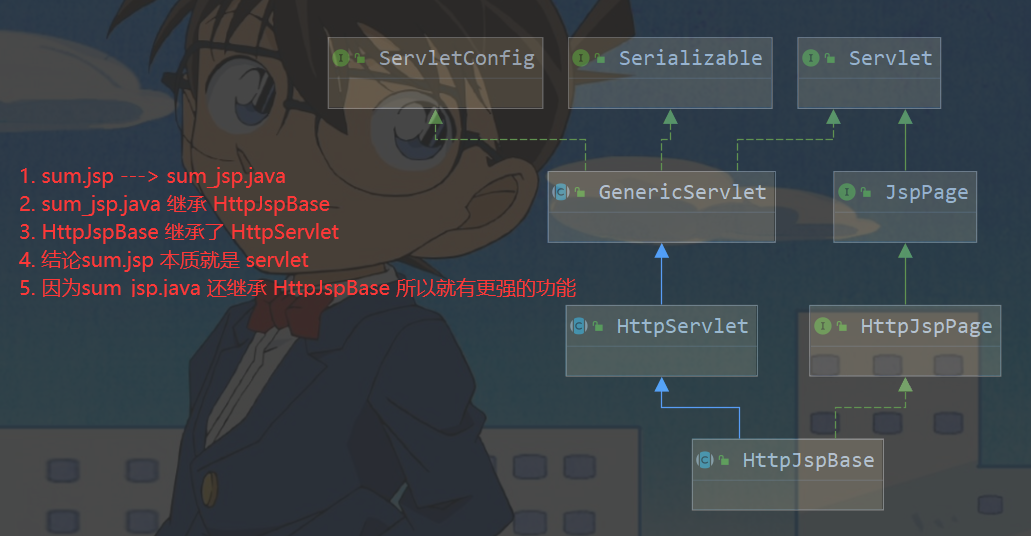 ServletConfig
Serializable
Servlet
1. sum.jsp ---> sum_jsp.java
2. sum_jsp.java 继承 HttpJspBase
3. HttpJspBase 继承了 HttpServlet
4. 结论sum.jsp 本质就是 servlet
5. 因为sum_jsp.java 还继承 HttpJspBase 所以就有更强的功能
GenericServlet
JspPage
HttpServlet
HttpJspPage
HttpJspBase